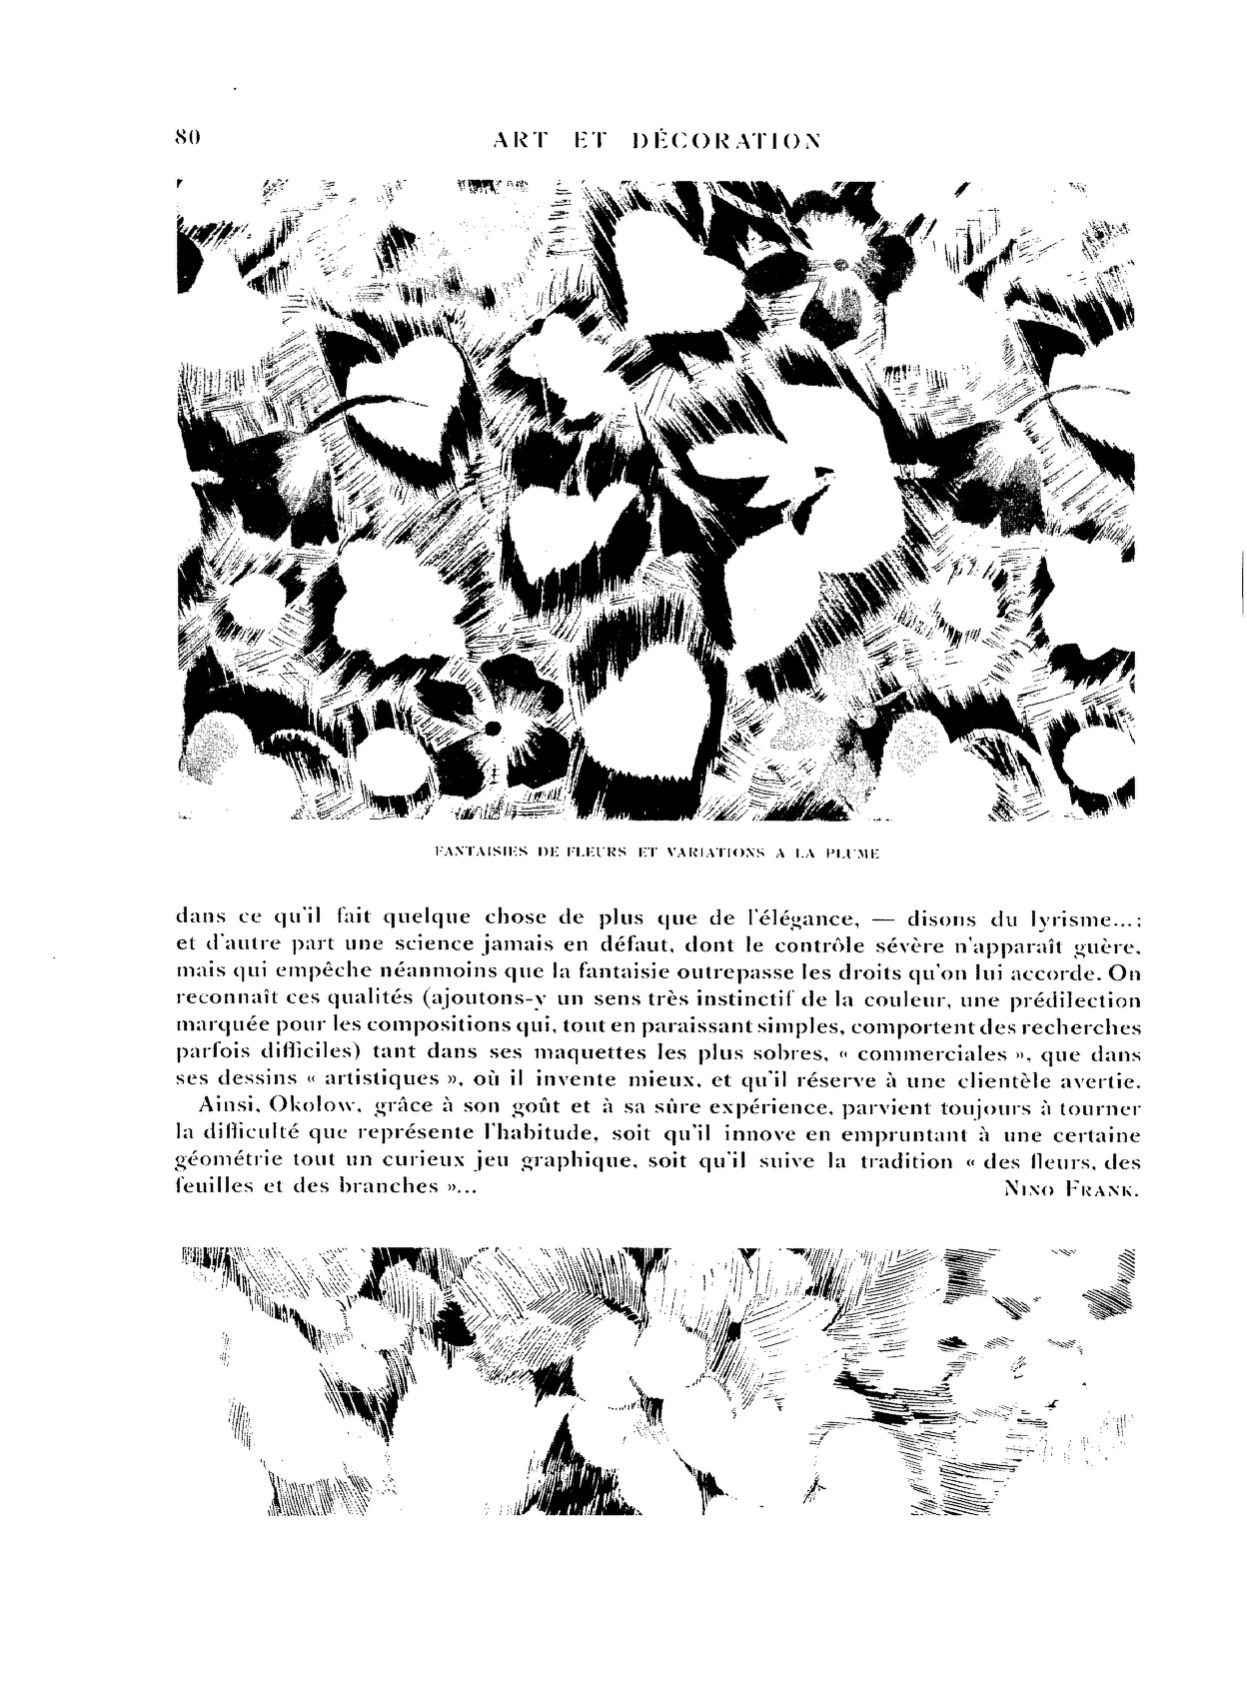 80
ART ET DÉCORATION
FANTAISIES DE FLEURS ET VARIATIONS A LA PLUME
dans ce qu'il fait quelque chose de plus que de l'élégance, — disons du lyrisme...;
et d'autre part une science jamais en défaut, dont le contrôle sévère n'apparaît guère,
mais qui empêche néanmoins que la fantaisie outrepasse les droits qu'on lui accorde. On
reconnaît ces qualités (ajoutons-y un sens très instinctif de la couleur, une prédilection
marquée pour les compositions qui, tout en paraissant simples, comportent des recherches
parfois difficiles) tant dans ses maquettes les plus sobres, « commerciales », que dans
ses dessins « artistiques », où il invente mieux, et qu'il réserve à une clientèle avertie.
Ainsi, Okolow, grâce à son goût et à sa sûre expérience, parvient toujours à tourner
la difficulté que représente l'habitude, soit qu'il innove en empruntant à une certaine
géométrie tout un curieux jeu graphique, soit qu'il suive la tradition « des fleurs, des
feuilles et des branches »...
NINO FRANK.